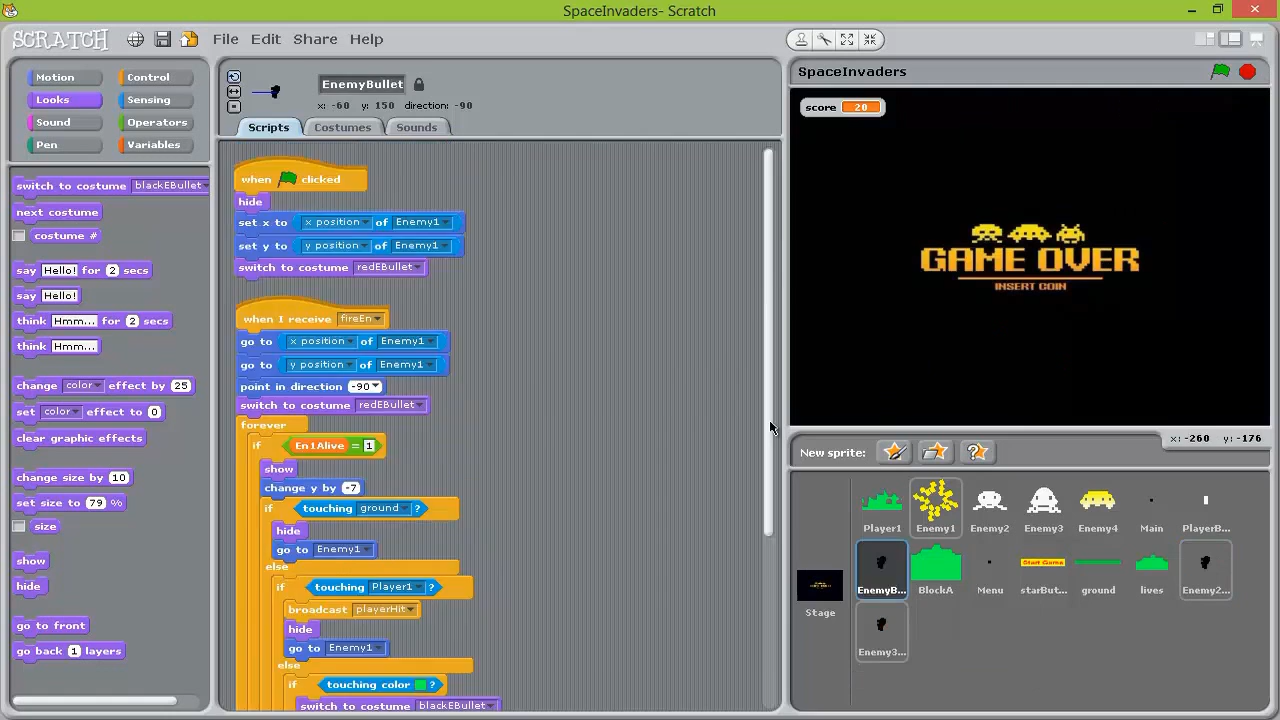 SpaceInvaders- Scratch
SCRATCH File Edit Share Help
Motion Control
Looks Sensing
Sound Operators
Pen Variables
switch to costume blackEBullet
next costume
costume #
say Hello! for 2 secs
say Hello!
think Hmm... for 2 secs
think Hmm...
change color effect by 25
set color effect to 0
clear graphic effects
change size by 10
set size to 79 %
size
show
hide
go to front
go back 1 layers
EnemyBullet
x: -60 y: 150 direction: -90
Scripts Costumes Sounds
when clicked
hide
set x to x position of Enemy1
set y to y position of Enemy1
switch to costume redEBullet
when I receive fireEn
go to x position of Enemy1
go to y position of Enemy1
point in direction -90
switch to costume redEBullet
forever
if En1Alive = 1
show
change y by -7
if touching ground ?
hide
go to Enemy1
else
if touching Player1 ?
broadcast playerHit
hide
go to Enemy1
else
if touching color ?
switch to costume blackEBullet
SpaceInvaders
score 20
GAME OVER
INSERT COIN
x: -260 y: -176
New sprite:
Player1 Enemy1 Enemy2 Enemy3 Enemy4 Main PlayerB...
EnemyB... BlockA Menu starBut... ground lives Enemy2...
Stage
Enemy3...